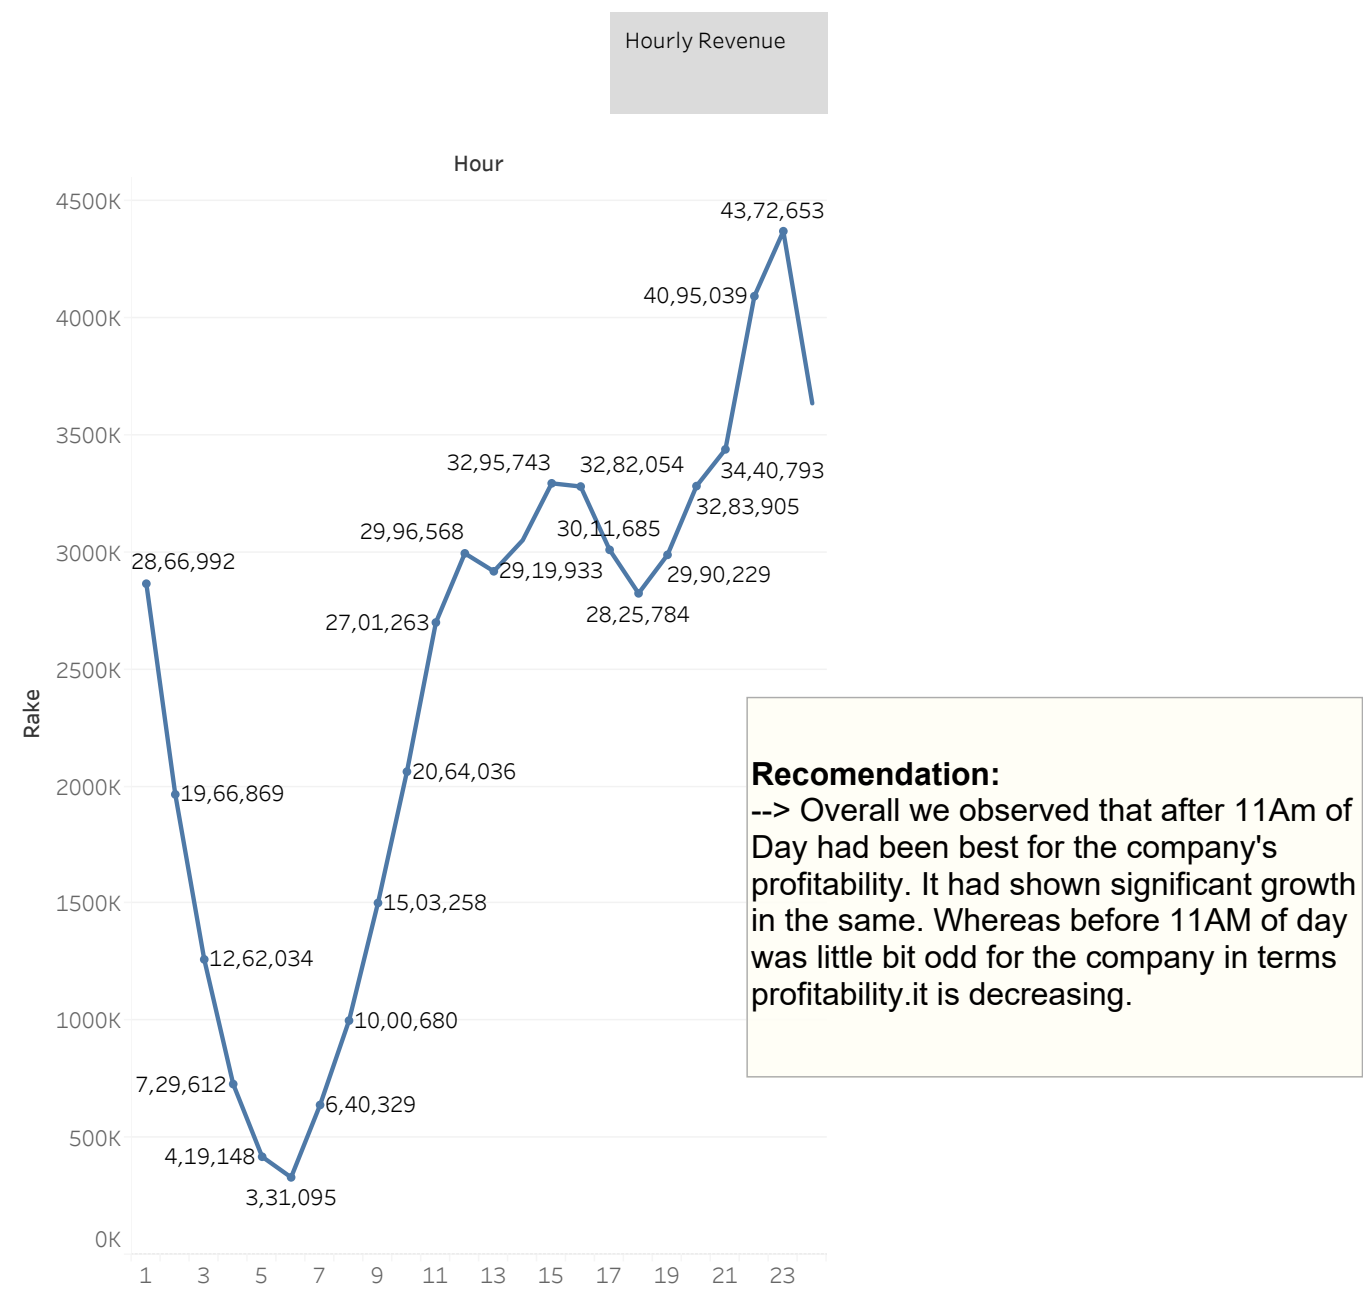 Hourly Revenue
Hour
4500K
4000K
3500K
3000K
2500K
2000K
1500K
1000K
500K
0K
Rake
43,72,653
40,95,039
32,95,743
32,82,054
34,40,793
32,83,905
29,96,568
30,11,685
28,66,992
29,19,933
29,90,229
28,25,784
27,01,263
20,64,036
19,66,869
15,03,258
12,62,034
10,00,680
7,29,612
6,40,329
4,19,148
3,31,095
1 3 5 7 9 11 13 15 17 19 21 23
Recomendation:
--> Overall we observed that after 11Am of
Day had been best for the company's
profitability. It had shown significant growth
in the same. Whereas before 11AM of day
was little bit odd for the company in terms
profitability.it is decreasing.